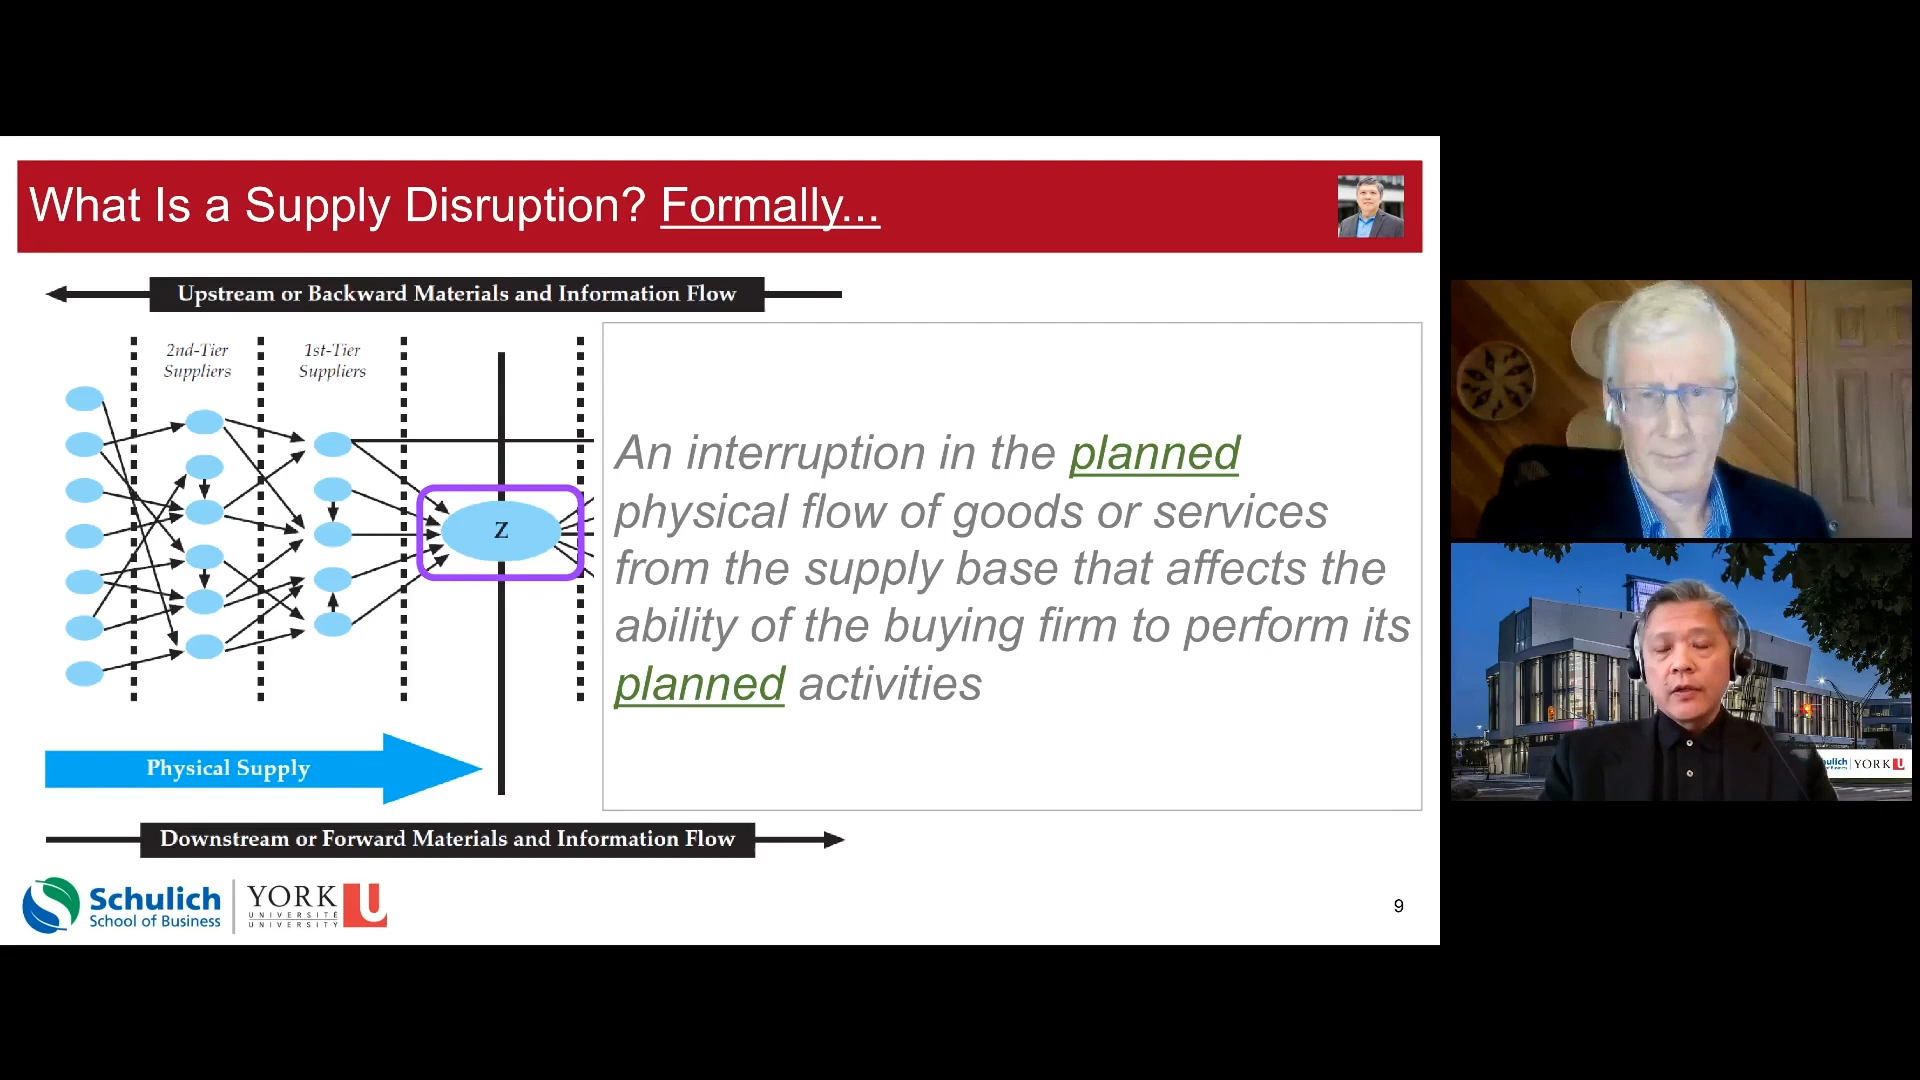 What Is a Supply Disruption? Formally...
Upstream or Backward Materials and Information Flow
2nd-Tier
Suppliers
1st-Tier
Suppliers
Z
An interruption in the planned
physical flow of goods or services
from the supply base that affects the
ability of the buying firm to perform its
planned activities
Physical Supply
Downstream or Forward Materials and Information Flow
Schulich
School of Business
YORK U
UNIVERSITÉ
UNIVERSITY
9
YORK U